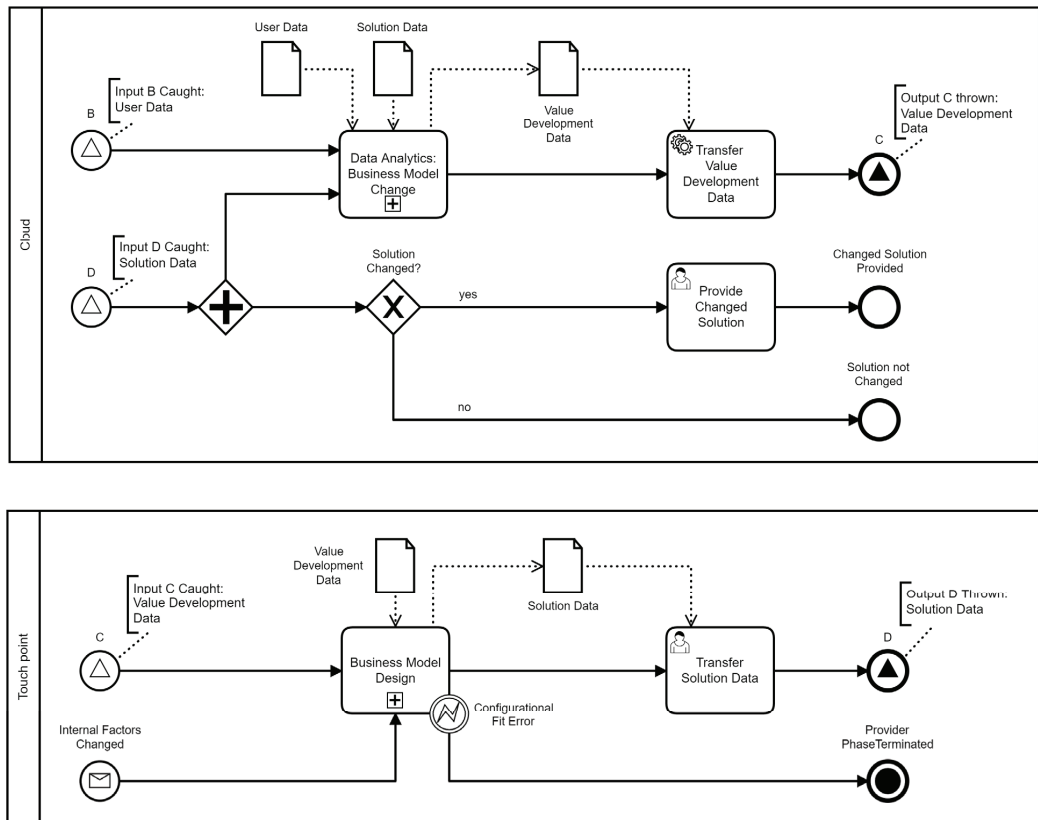 Cloud
User Data
Solution Data
Input B Caught:
User Data
B
Value
Development
Data
Output C thrown:
Value Development
Data
C
Data Analytics:
Business Model
Change
Transfer
Value
Development
Data
Input D Caught:
Solution Data
D
Solution
Changed?
X
yes
Provide
Changed
Solution
Changed Solution
Provided
no
Solution not
Changed
Touch point
Value
Development
Data
Solution Data
Input C Caught:
Value Development
Data
C
Output D Thrown:
Solution Data
D
Business Model
Design
Transfer
Solution Data
Configurational
Fit Error
Internal Factors
Changed
Provider
PhaseTerminated